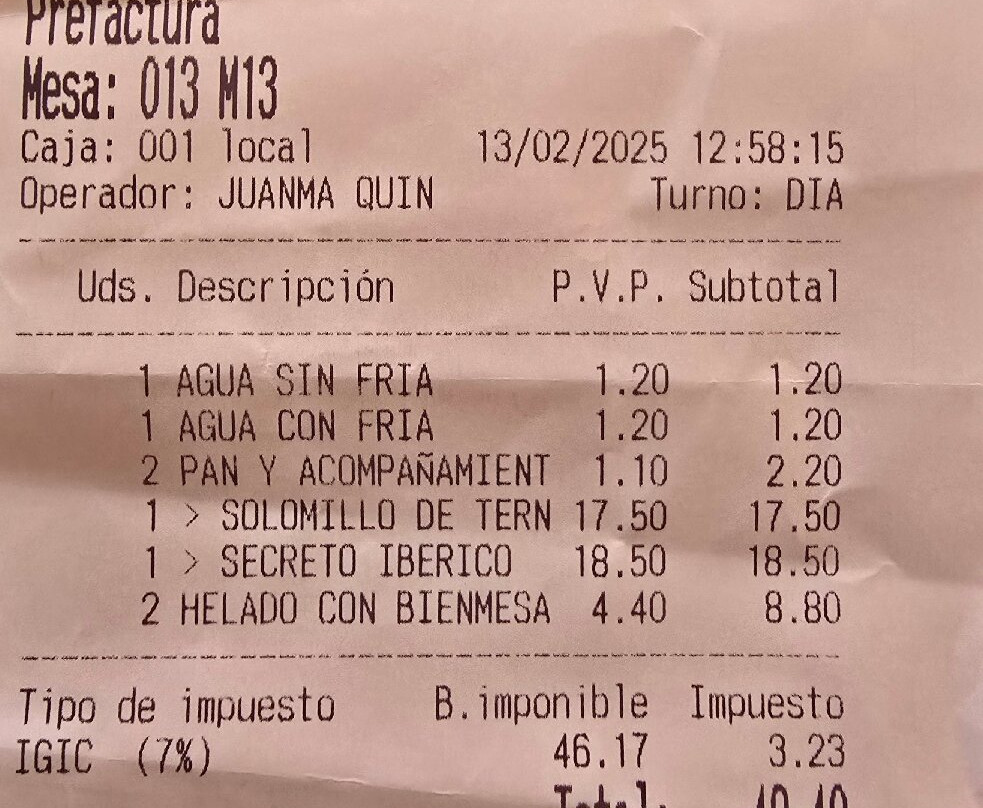 Prefactura
Mesa: 013 M13
Caja: 001 local 13/02/2025 12:58:15
Operador: JUANMA QUIN Turno: DIA
Uds. Descripción P.V.P. Subtotal
1 AGUA SIN FRIA 1.20 1.20
1 AGUA CON FRIA 1.20 1.20
2 PAN Y ACOMPAÑAMIENT 1.10 2.20
1 > SOLOMILLO DE TERN 17.50 17.50
1 > SECRETO IBERICO 18.50 18.50
2 HELADO CON BIENMESA 4.40 8.80
Tipo de impuesto B.imponible Impuesto
IGIC (7%) 46.17 3.23
Total: